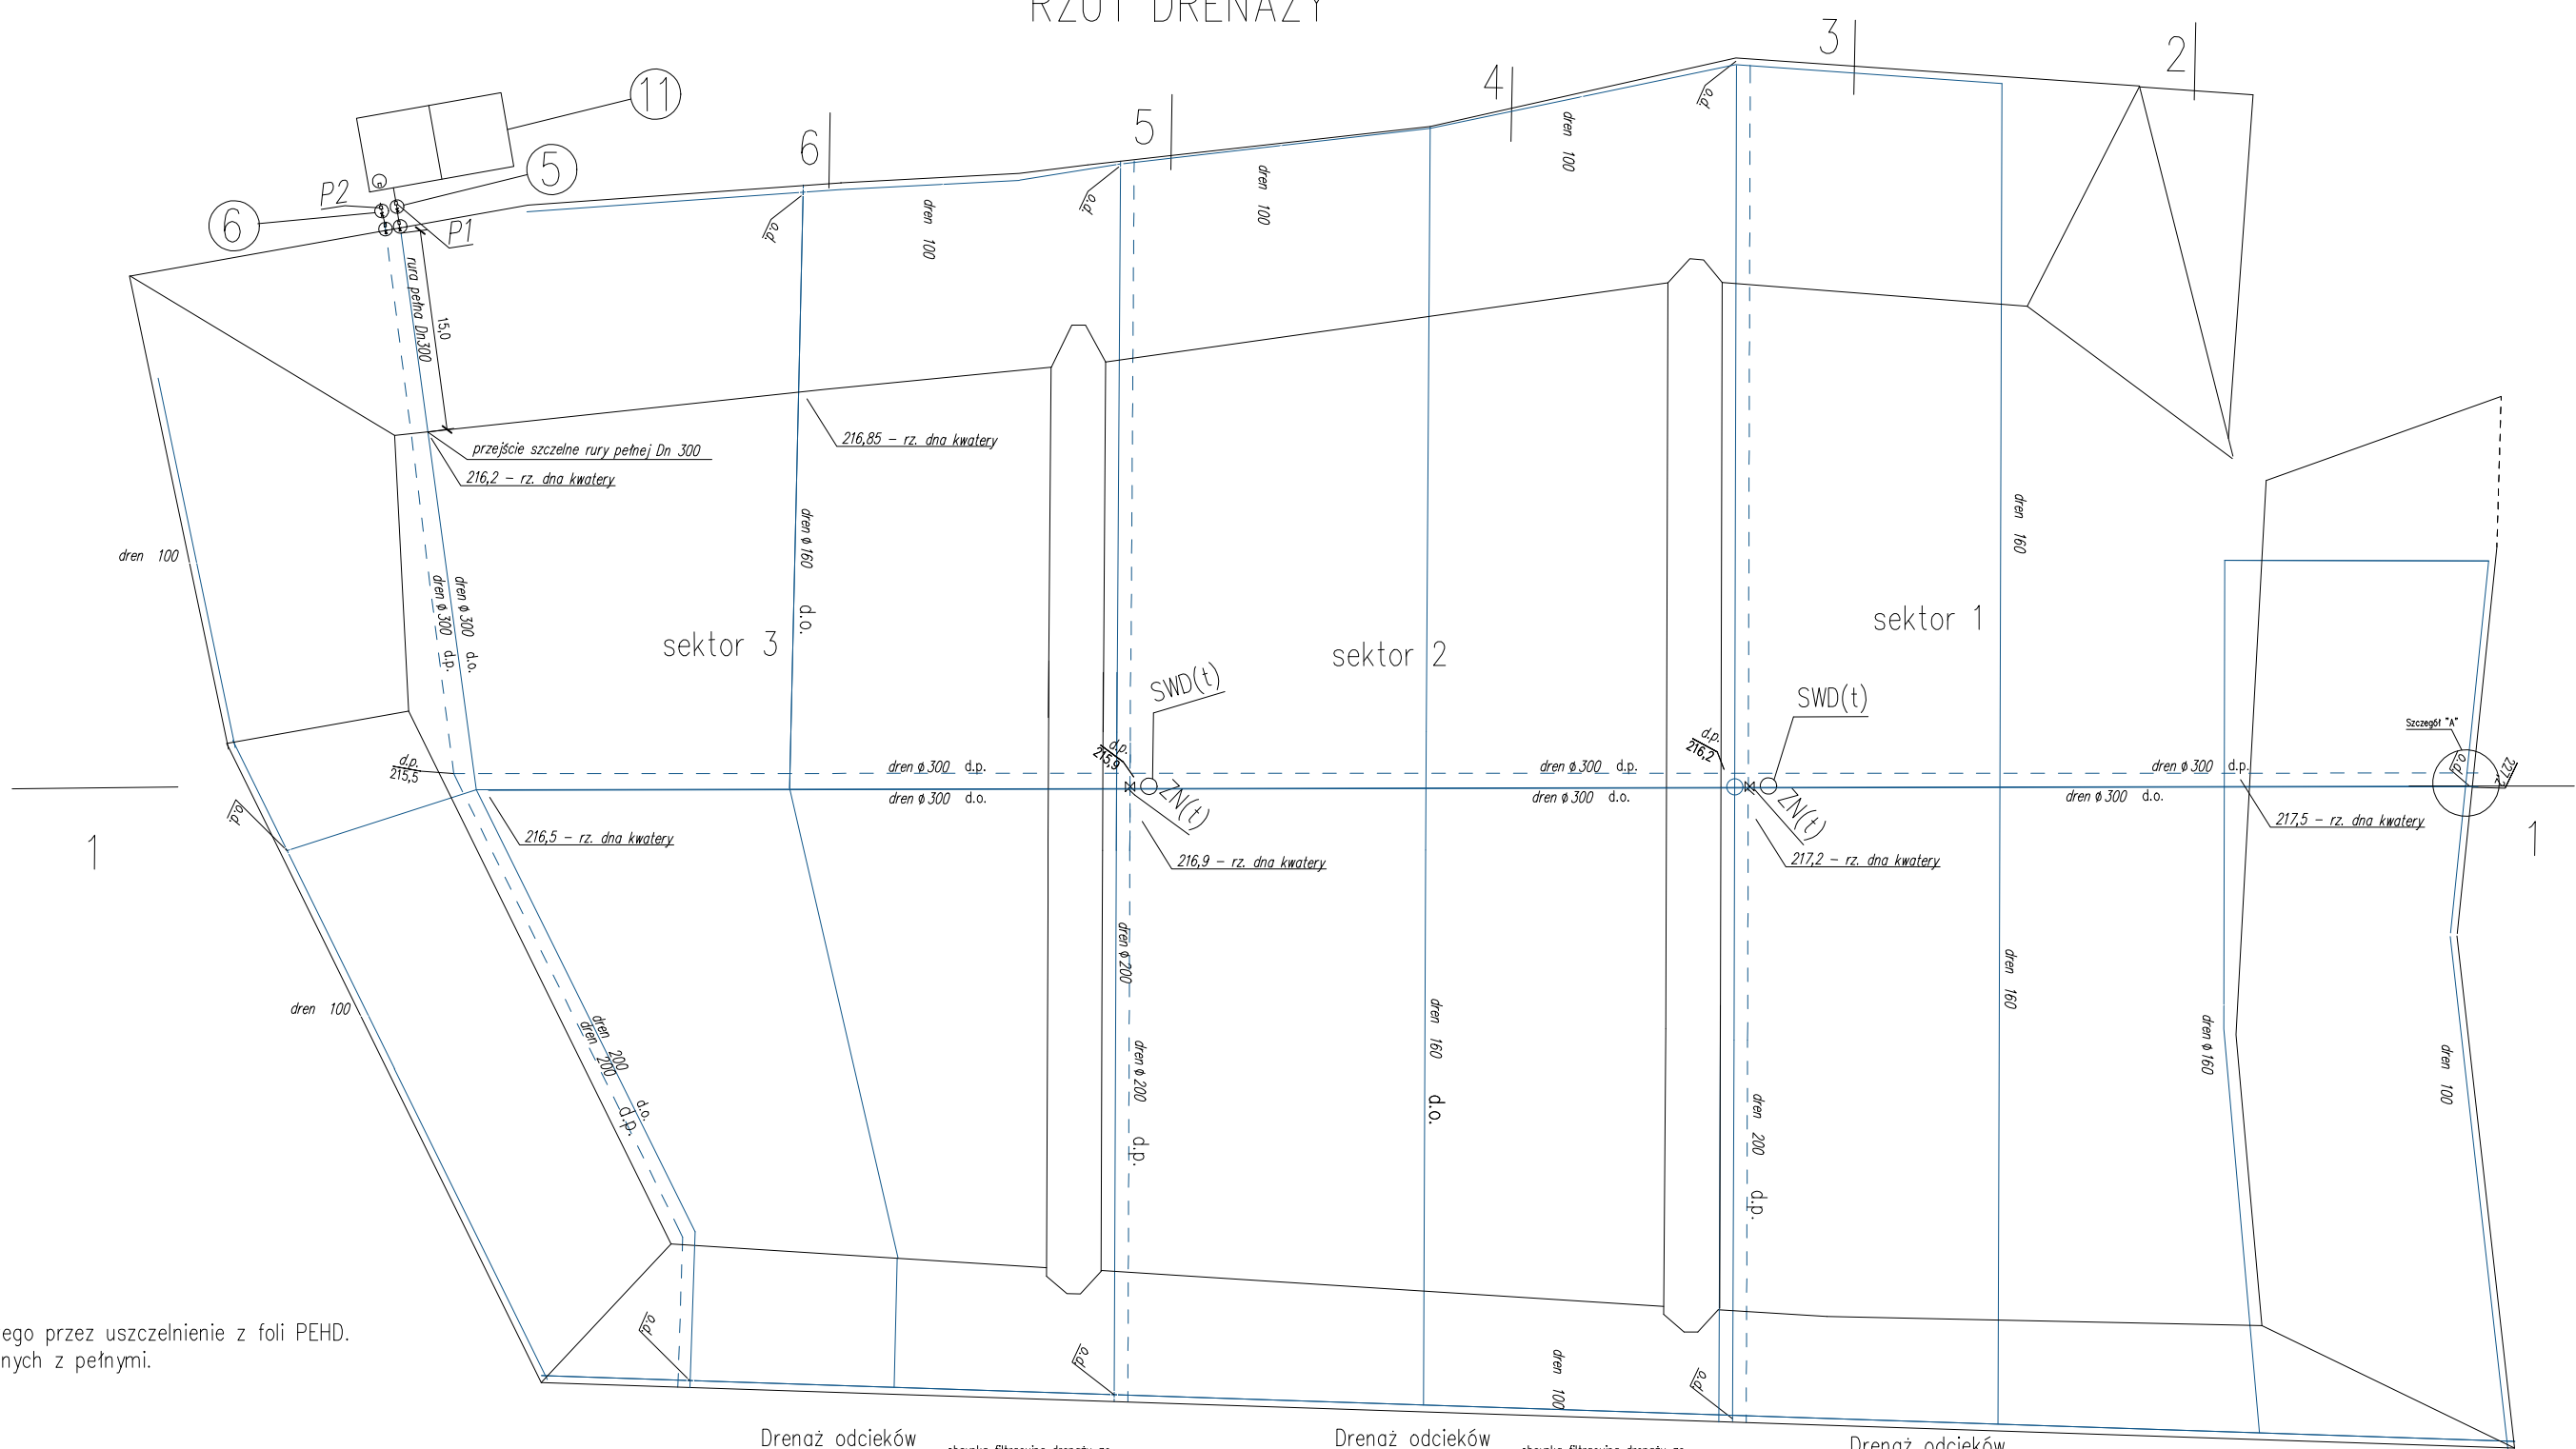 RZUT DRENAŻY
3
2
4
11
5
6
5
P2
6
P1
o.d
o.d
o.d
dren 100
dren 100
dren 100
rura pełna Dn300
15,0
przejście szczelne rury pełnej Dn 300
216,2 – rz. dna kwatery
216,85 – rz. dna kwatery
dren 100
dren ø 300 d.p.
dren ø 300 d.o.
dren ø 160 d.o.
dren 160
sektor 3
sektor 2
sektor 1
SWD(t)
SWD(t)
Szczegół "A"
o.d
d.p.
215,5
d.p.
215,9
d.p.
216,2
dren ø 300 d.p.
dren ø 300 d.o.
dren ø 300 d.p.
dren ø 300 d.o.
dren ø 300 d.p.
dren ø 300 d.o.
ZN(t)
ZN(t)
o.d
216,5 – rz. dna kwatery
216,9 – rz. dna kwatery
217,2 – rz. dna kwatery
217,5 – rz. dna kwatery
1
1
dren 100
dren 200 d.o.
dren 200 d.p.
dren ø 200
dren ø 200 d.p.
dren 160 d.o.
dren 200 d.p.
dren 160
dren ø 160
dren 100
o.d
o.d
o.d
dren 100
ego przez uszczelnienie z foli PEHD.
nych z pełnymi.
Drenaż odcieków
Drenaż odcieków
Drenaż odcieków